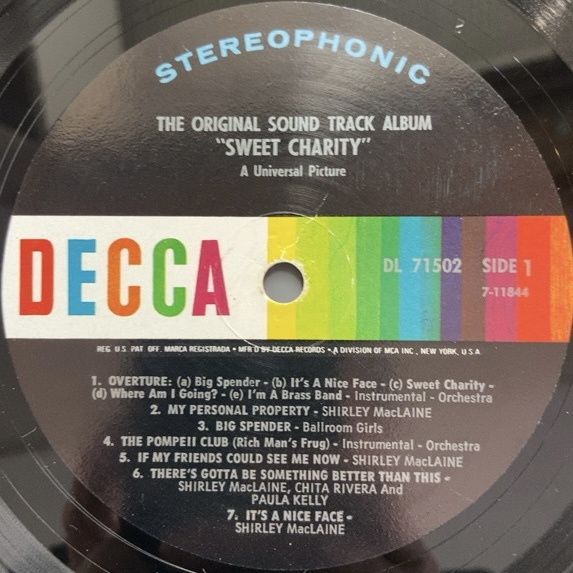 STEREOPHONIC
THE ORIGINAL SOUND TRACK ALBUM
"SWEET CHARITY"
A Universal Picture
DECCA
DL 71502 SIDE 1
7-11844
REG. U.S. PAT. OFF. MARCA REGISTRADA • MFR'D BY DECCA RECORDS • A DIVISION OF MCA INC., NEW YORK, U.S.A
1. OVERTURE: (a) Big Spender - (b) It's A Nice Face - (c) Sweet Charity -
(d) Where Am I Going? - (e) I'm A Brass Band - Instrumental - Orchestra
2. MY PERSONAL PROPERTY - SHIRLEY MacLAINE
3. BIG SPENDER - Ballroom Girls
4. THE POMPEII CLUB (Rich Man's Frug) - Instrumental - Orchestra
5. IF MY FRIENDS COULD SEE ME NOW - SHIRLEY MacLAINE
6. THERE'S GOTTA BE SOMETHING BETTER THAN THIS -
SHIRLEY MacLAINE, CHITA RIVERA And
PAULA KELLY
7. IT'S A NICE FACE -
SHIRLEY MacLAINE